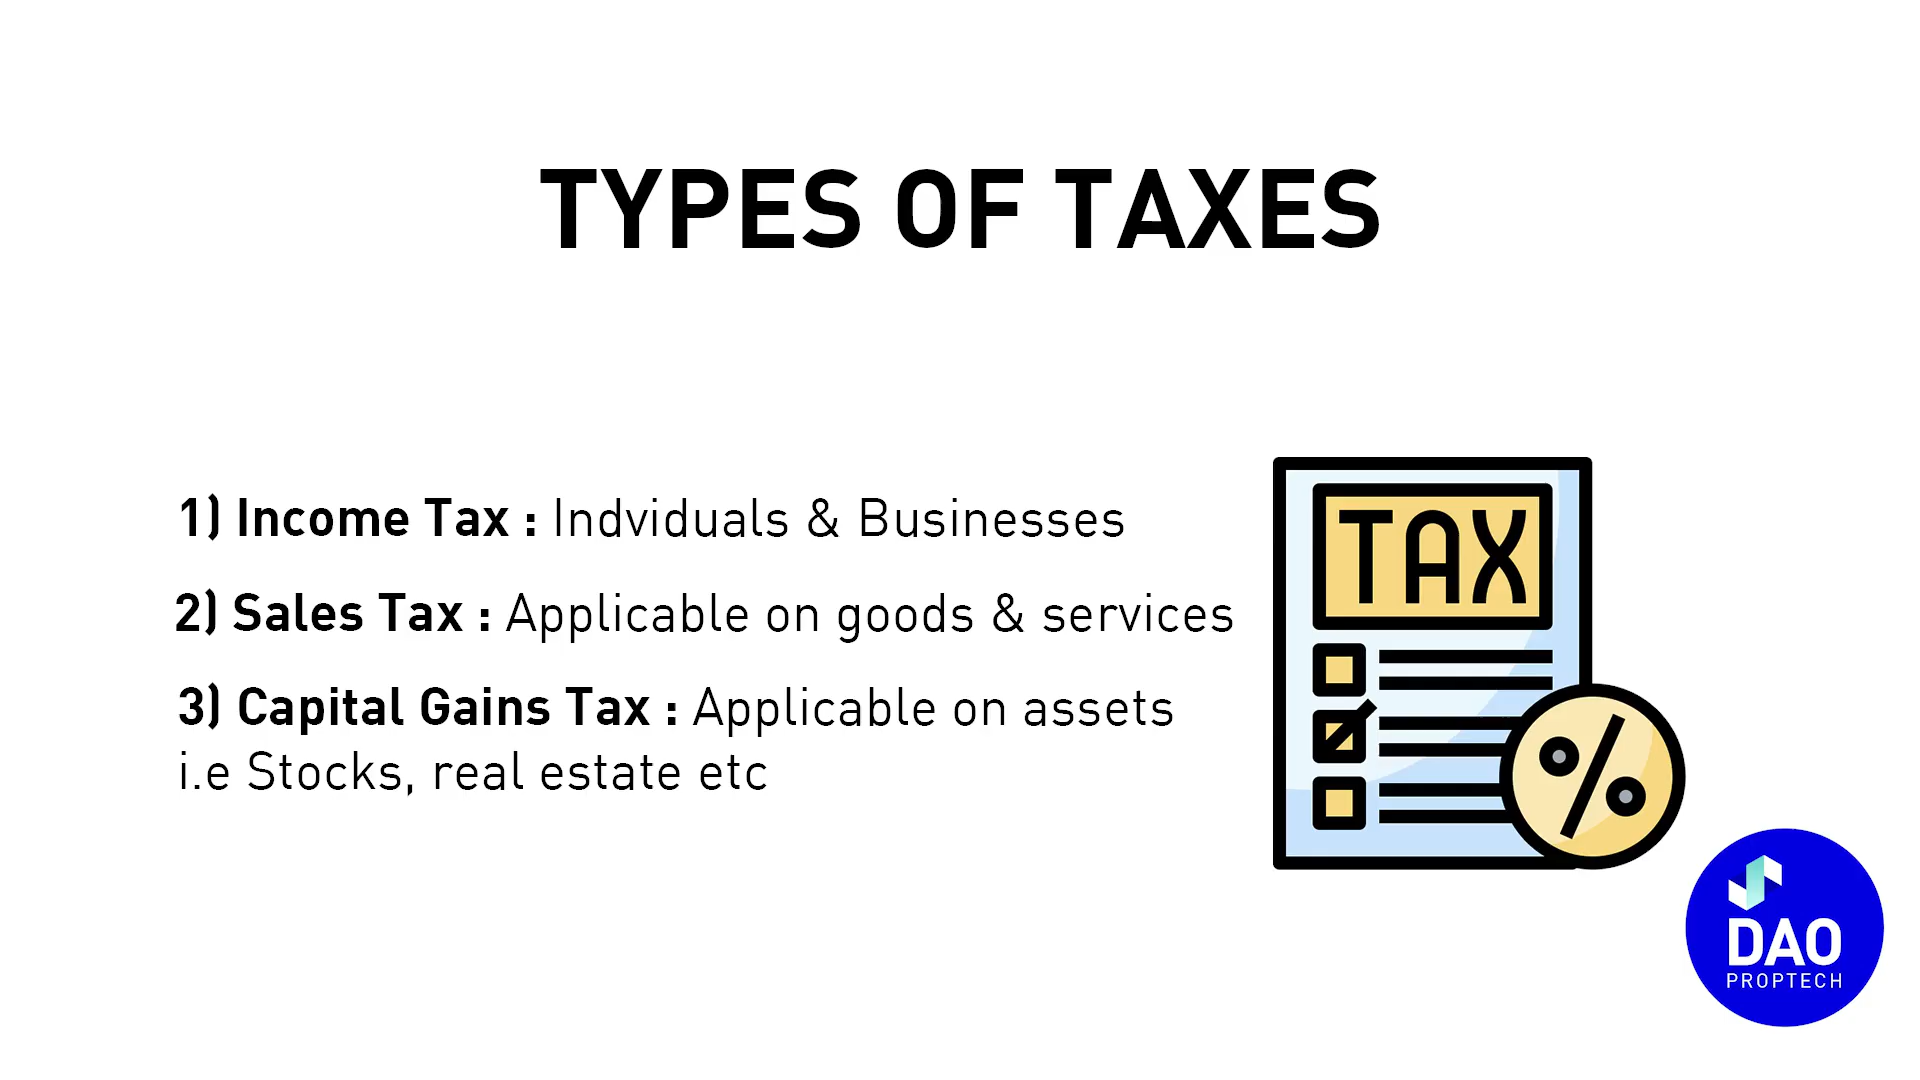 TYPES OF TAXES
1) Income Tax : Indviduals & Businesses
2) Sales Tax : Applicable on goods & services
3) Capital Gains Tax : Applicable on assets
i.e Stocks, real estate etc
TAX
%
DAO
PROPTECH